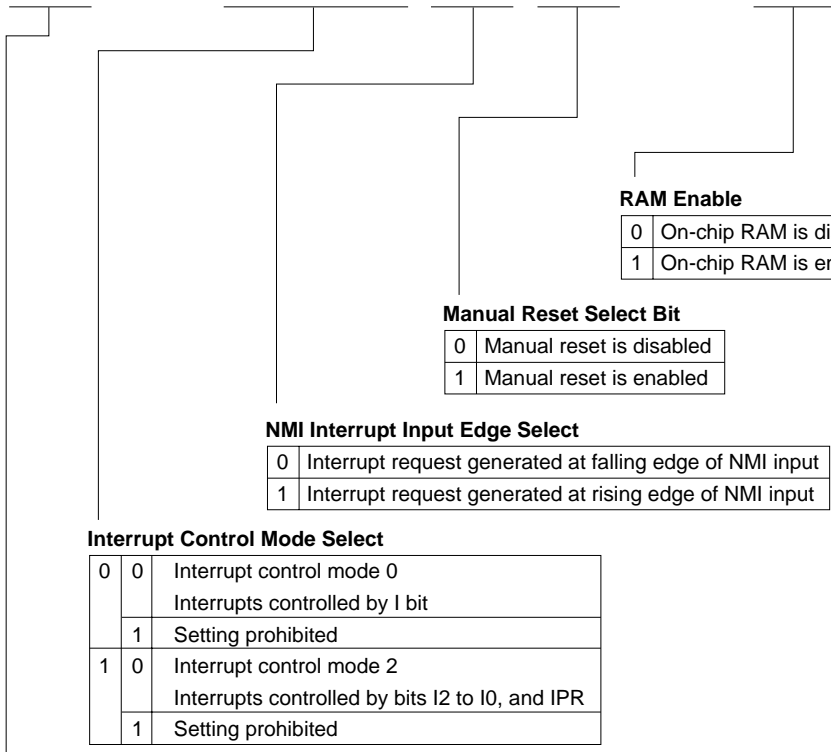 RAM Enable
0 On-chip RAM is
1 On-chip RAM is
Manual Reset Select Bit
0 Manual reset is disabled
1 Manual reset is enabled
NMI Interrupt Input Edge Select
0 Interrupt request generated at falling edge of NMI input
1 Interrupt request generated at rising edge of NMI input
Interrupt Control Mode Select
0 0 Interrupt control mode 0
Interrupts controlled by I bit
1 Setting prohibited
1 0 Interrupt control mode 2
Interrupts controlled by bits I2 to I0, and IPR
1 Setting prohibited